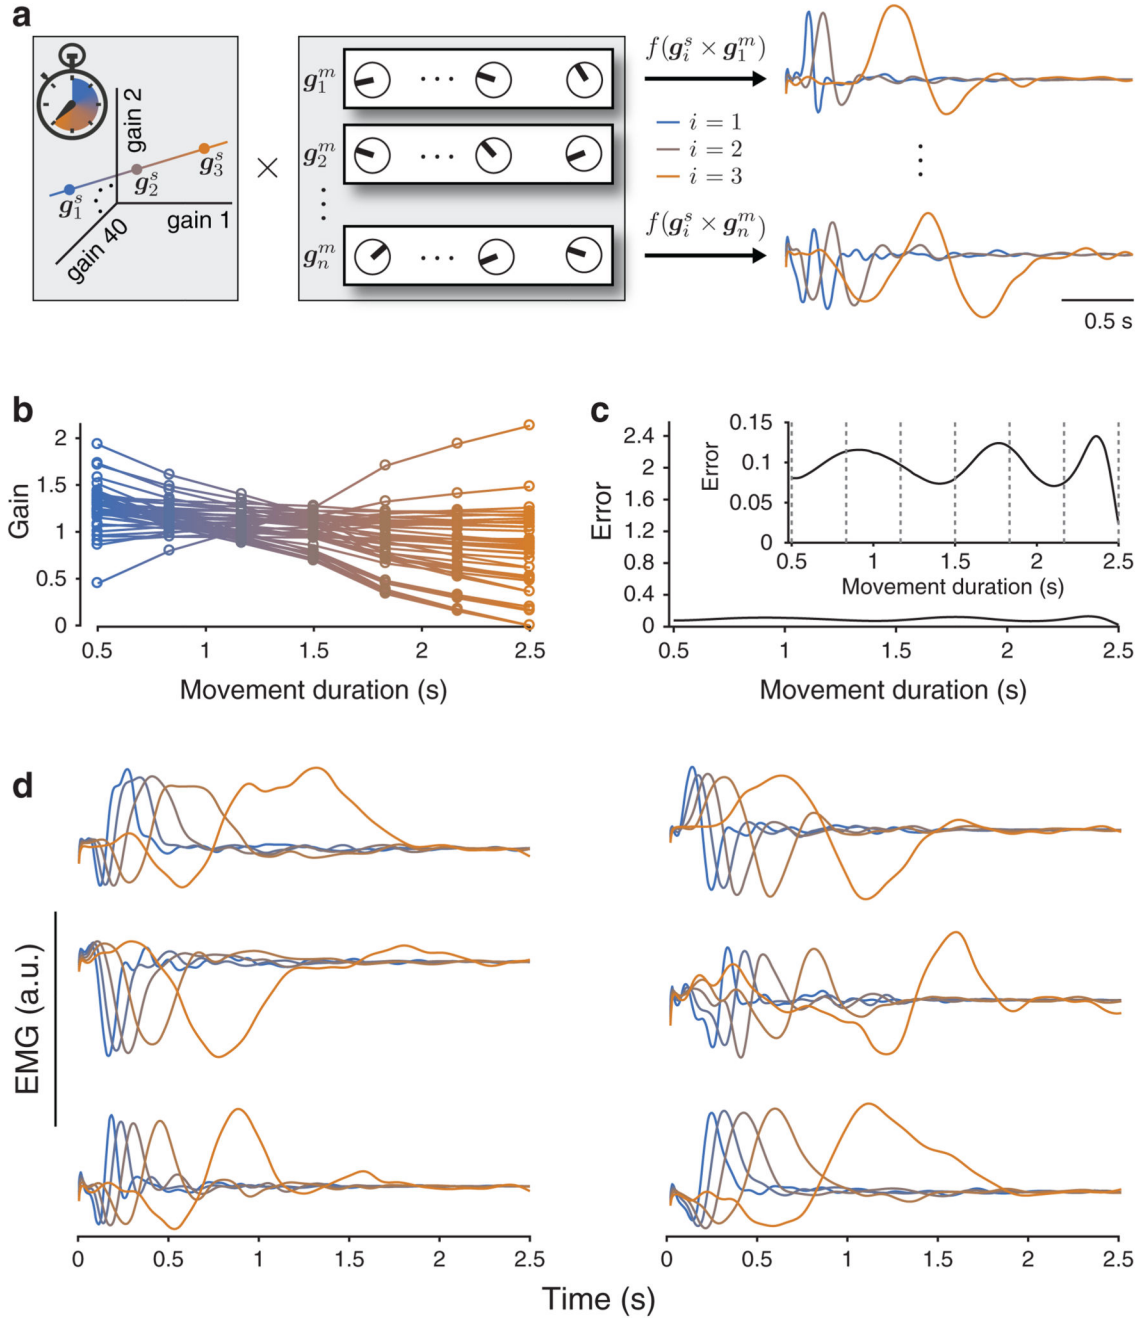 a
gain 2
gain 1
gain 40
g₁ˢ
g₂ˢ
g₃ˢ
×
g₁ᵐ
g₂ᵐ
gₙᵐ
f(gᵢˢ × g₁ᵐ)
i = 1
i = 2
i = 3
f(gᵢˢ × gₙᵐ)
0.5 s
b
Gain
2
1.5
1
0.5
0
0.5 1 1.5 2 2.5
Movement duration (s)
c
Error
2.4
2
1.6
1.2
0.8
0.4
0
0.5 1 1.5 2 2.5
Movement duration (s)
Error
0.15
0.1
0.05
0
0.5 1 1.5 2 2.5
Movement duration (s)
d
EMG (a.u.)
0 0.5 1 1.5 2 2.5
0 0.5 1 1.5 2 2.5
Time (s)